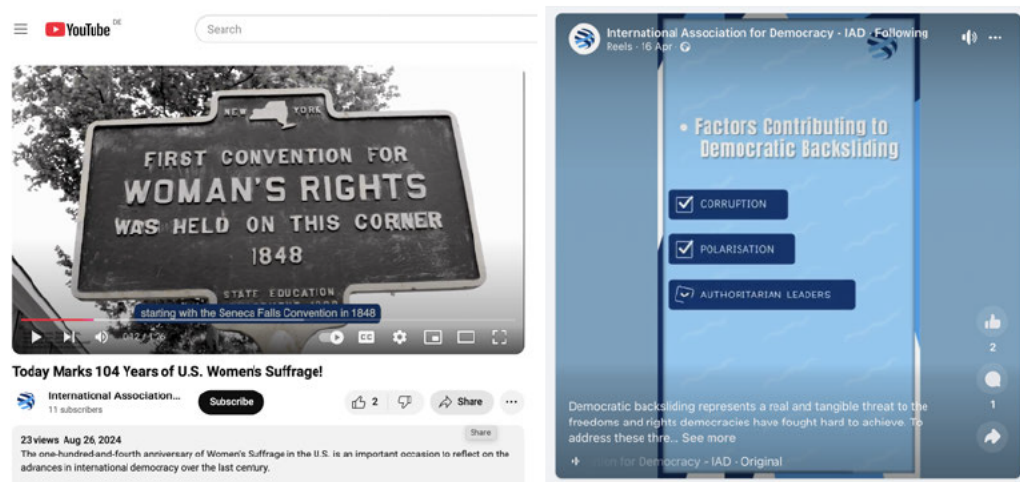 YouTube DE
Search
NEW YORK
FIRST CONVENTION FOR
WOMAN'S RIGHTS
WAS HELD ON THIS CORNER
1848
STATE EDUCATION
starting with the Seneca Falls Convention in 1848
CC
Today Marks 104 Years of U.S. Women's Suffrage!
International Association...
11 subscribers
Subscribe
2
Share
Share
23 views Aug 26, 2024
The one-hundred-and-fourth anniversary of Women's Suffrage in the U.S. is an important occasion to reflect on the
advances in international democracy over the last century.
International Association for Democracy - IAD · Following
Reels · 16 Apr ·
• Factors Contributing to
Democratic Backsliding
CORRUPTION
POLARISATION
AUTHORITARIAN LEADERS
2
1
Democratic backsliding represents a real and tangible threat to the
freedoms and rights democracies have fought hard to achieve. To
address these thre... See more
for Democracy - IAD · Original